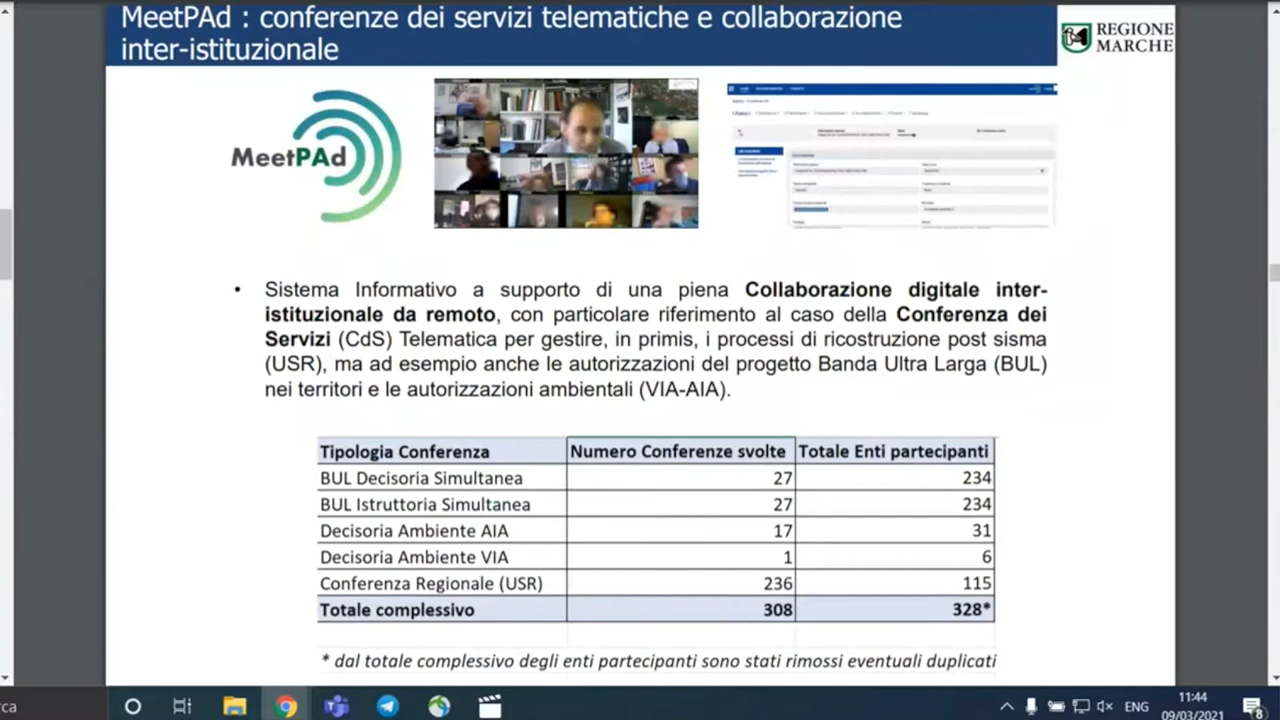 MeetPAd : conferenze dei servizi telematiche e collaborazione
inter-istituzionale
REGIONE
MARCHE
MeetPAd
• Sistema Informativo a supporto di una piena Collaborazione digitale inter-
istituzionale da remoto, con particolare riferimento al caso della Conferenza dei
Servizi (CdS) Telematica per gestire, in primis, i processi di ricostruzione post sisma
(USR), ma ad esempio anche le autorizzazioni del progetto Banda Ultra Larga (BUL)
nei territori e le autorizzazioni ambientali (VIA-AIA).
Tipologia Conferenza Numero Conferenze svolte Totale Enti partecipanti
BUL Decisoria Simultanea 27 234
BUL Istruttoria Simultanea 27 234
Decisoria Ambiente AIA 17 31
Decisoria Ambiente VIA 1 6
Conferenza Regionale (USR) 236 115
Totale complessivo 308 328*
* dal totale complessivo degli enti partecipanti sono stati rimossi eventuali duplicati
rca
ENG
11:44
09/03/2021
8